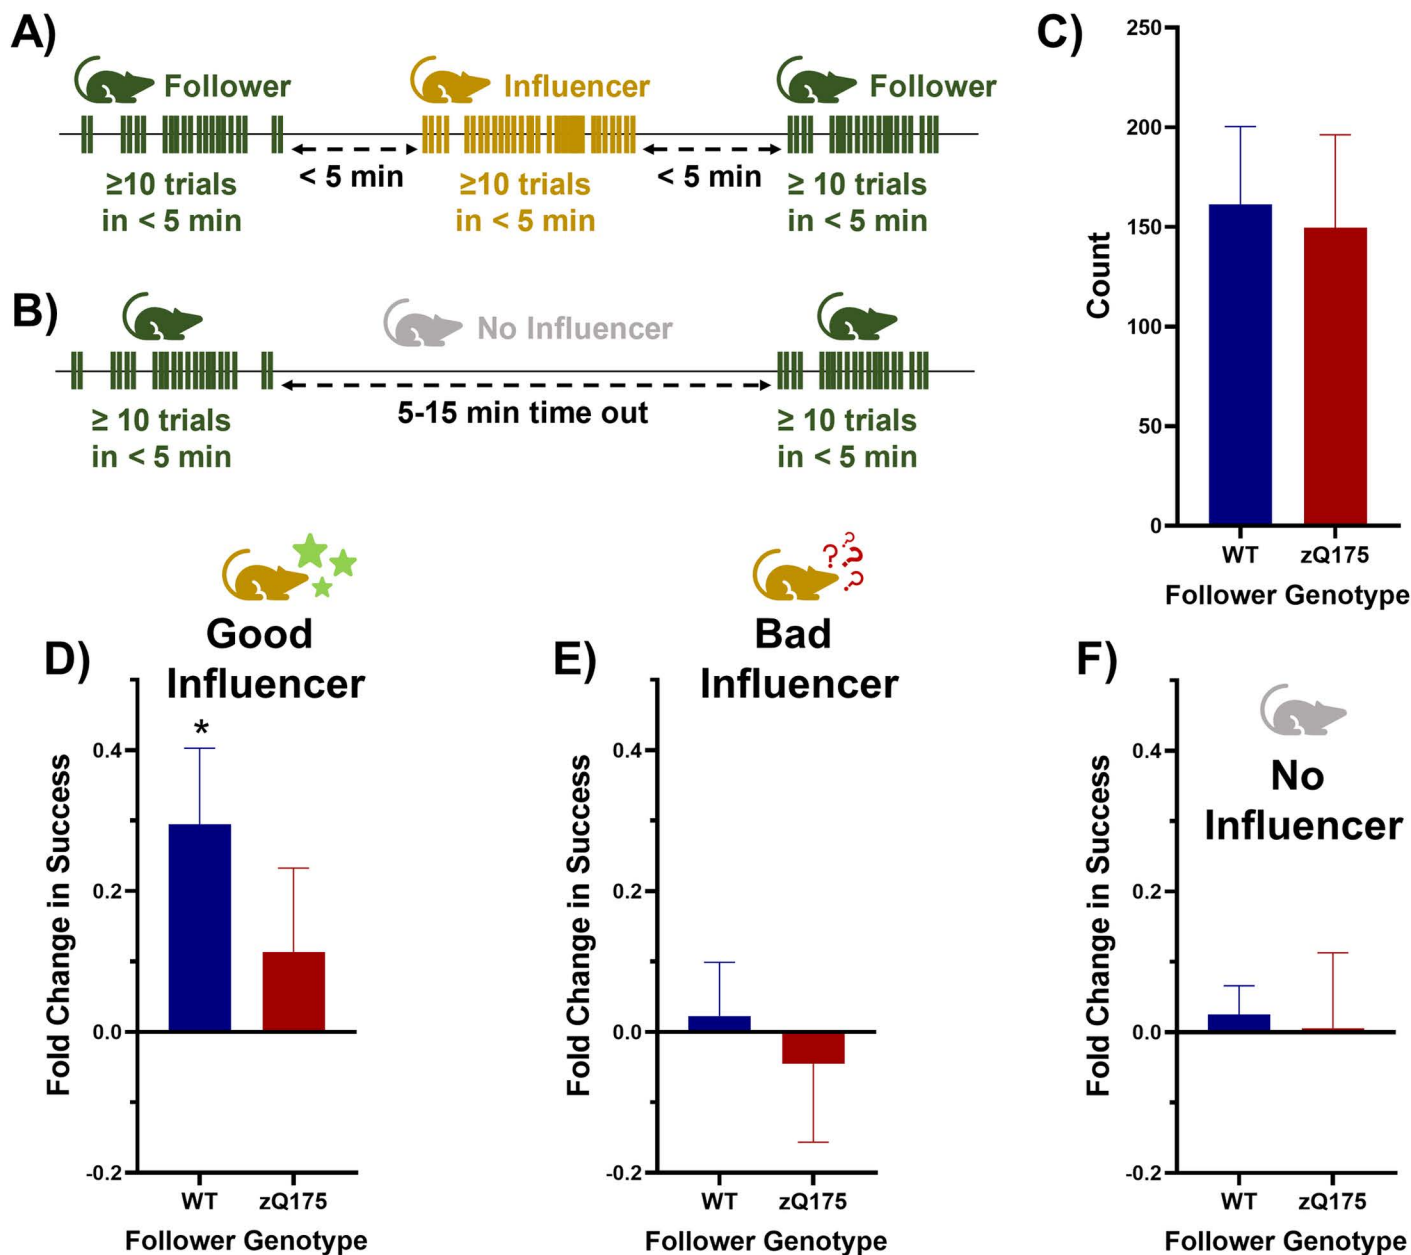 A)
Follower
Influencer
Follower
< 5 min
< 5 min
≥10 trials
in < 5 min
≥10 trials
in < 5 min
≥ 10 trials
in < 5 min
B)
No Influencer
5-15 min time out
≥ 10 trials
in < 5 min
≥ 10 trials
in < 5 min
C)
Count
250
200
150
100
50
0
WT
zQ175
Follower Genotype
D)
? ? ? ?
Good
Influencer
Fold Change in Success
0.4
0.2
0.0
-0.2
*
WT
zQ175
Follower Genotype
E)
Bad
Influencer
Fold Change in Success
0.4
0.2
0.0
-0.2
WT
zQ175
Follower Genotype
F)
No
Influencer
Fold Change in Success
0.4
0.2
0.0
-0.2
WT
zQ175
Follower Genotype